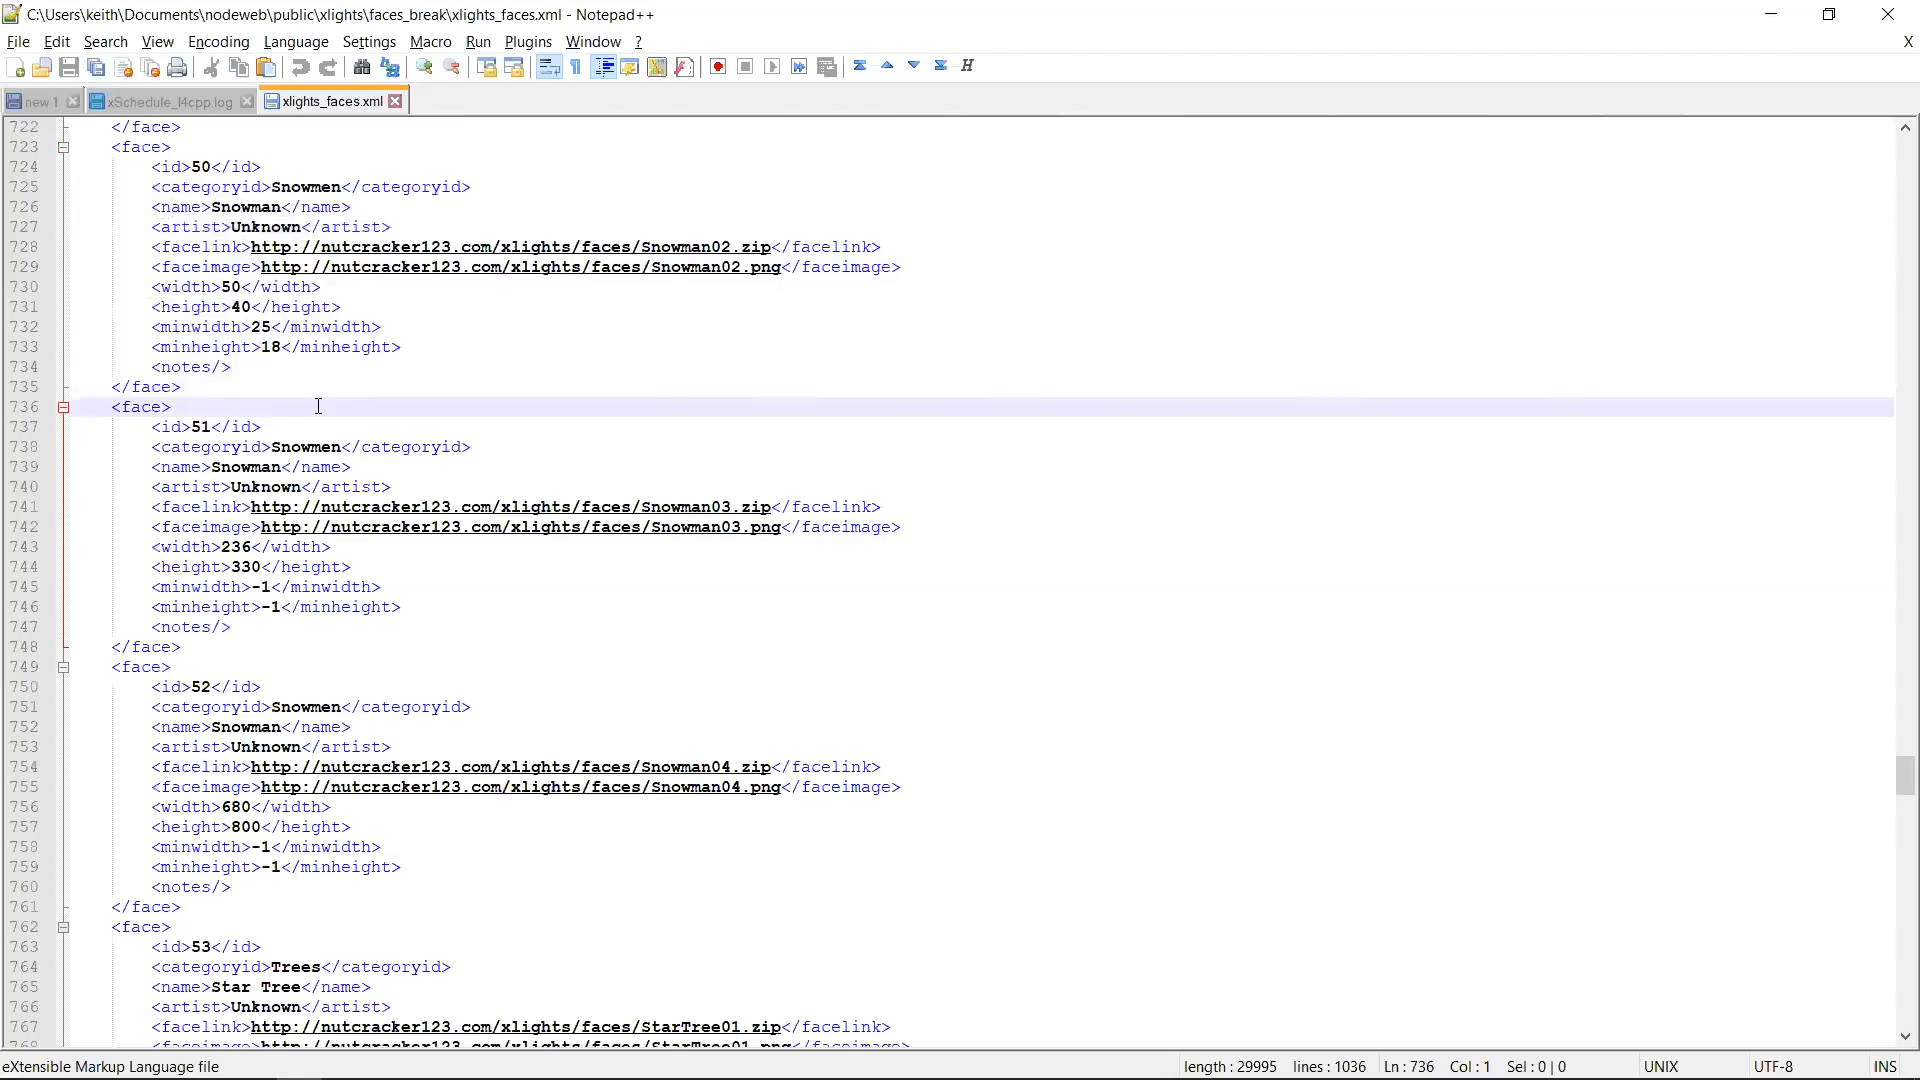 C:\Users\keith\Documents\nodeweb\public\xlights\faces_break\xlights_faces.xml - Notepad++
File Edit Search View Encoding Language Settings Macro Run Plugins Window ? X
new 1 xSchedule_l4cpp.log xlights_faces.xml
722 </face>
723 <face>
724 <id>50</id>
725 <categoryid>Snowmen</categoryid>
726 <name>Snowman</name>
727 <artist>Unknown</artist>
728 <facelink>http://nutcracker123.com/xlights/faces/Snowman02.zip</facelink>
729 <faceimage>http://nutcracker123.com/xlights/faces/Snowman02.png</faceimage>
730 <width>50</width>
731 <height>40</height>
732 <minwidth>25</minwidth>
733 <minheight>18</minheight>
734 <notes/>
735 </face>
736 <face>
737 <id>51</id>
738 <categoryid>Snowmen</categoryid>
739 <name>Snowman</name>
740 <artist>Unknown</artist>
741 <facelink>http://nutcracker123.com/xlights/faces/Snowman03.zip</facelink>
742 <faceimage>http://nutcracker123.com/xlights/faces/Snowman03.png</faceimage>
743 <width>236</width>
744 <height>330</height>
745 <minwidth>-1</minwidth>
746 <minheight>-1</minheight>
747 <notes/>
748 </face>
749 <face>
750 <id>52</id>
751 <categoryid>Snowmen</categoryid>
752 <name>Snowman</name>
753 <artist>Unknown</artist>
754 <facelink>http://nutcracker123.com/xlights/faces/Snowman04.zip</facelink>
755 <faceimage>http://nutcracker123.com/xlights/faces/Snowman04.png</faceimage>
756 <width>680</width>
757 <height>800</height>
758 <minwidth>-1</minwidth>
759 <minheight>-1</minheight>
760 <notes/>
761 </face>
762 <face>
763 <id>53</id>
764 <categoryid>Trees</categoryid>
765 <name>Star Tree</name>
766 <artist>Unknown</artist>
767 <facelink>http://nutcracker123.com/xlights/faces/StarTree01.zip</facelink>
768 <faceimage>http://nutcracker123.com/xlights/faces/StarTree01.png</faceimage>
eXtensible Markup Language file length : 29995 lines : 1036 Ln : 736 Col : 1 Sel : 0 | 0 UNIX UTF-8 INS